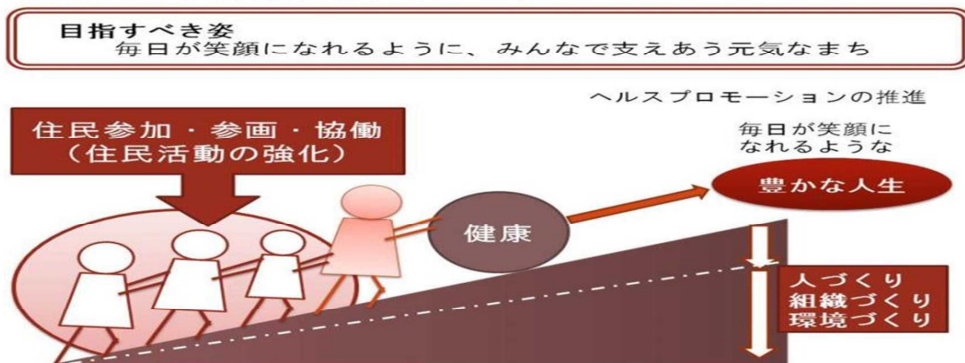 目指すべき姿
毎日が笑顔になれるように、みんなで支えあう元気なまち
ヘルスプロモーションの推進
住民参加・参画・協働
（住民活動の強化）
毎日が笑顔に
なれるような
豊かな人生
健康
人づくり
組織づくり
環境づくり